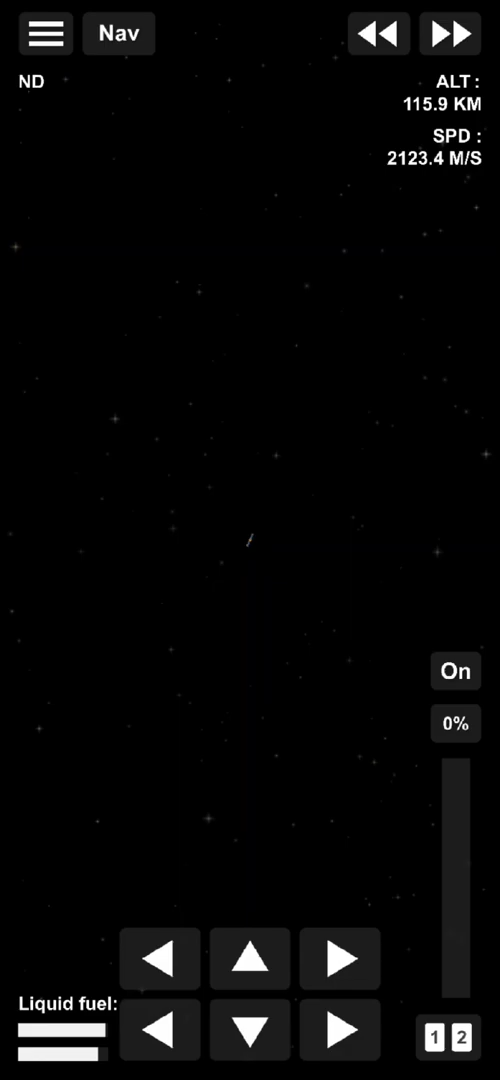 Nav
ND
ALT :
115.9 KM
SPD :
2123.4 M/S
On
0%
Liquid fuel:
1 2